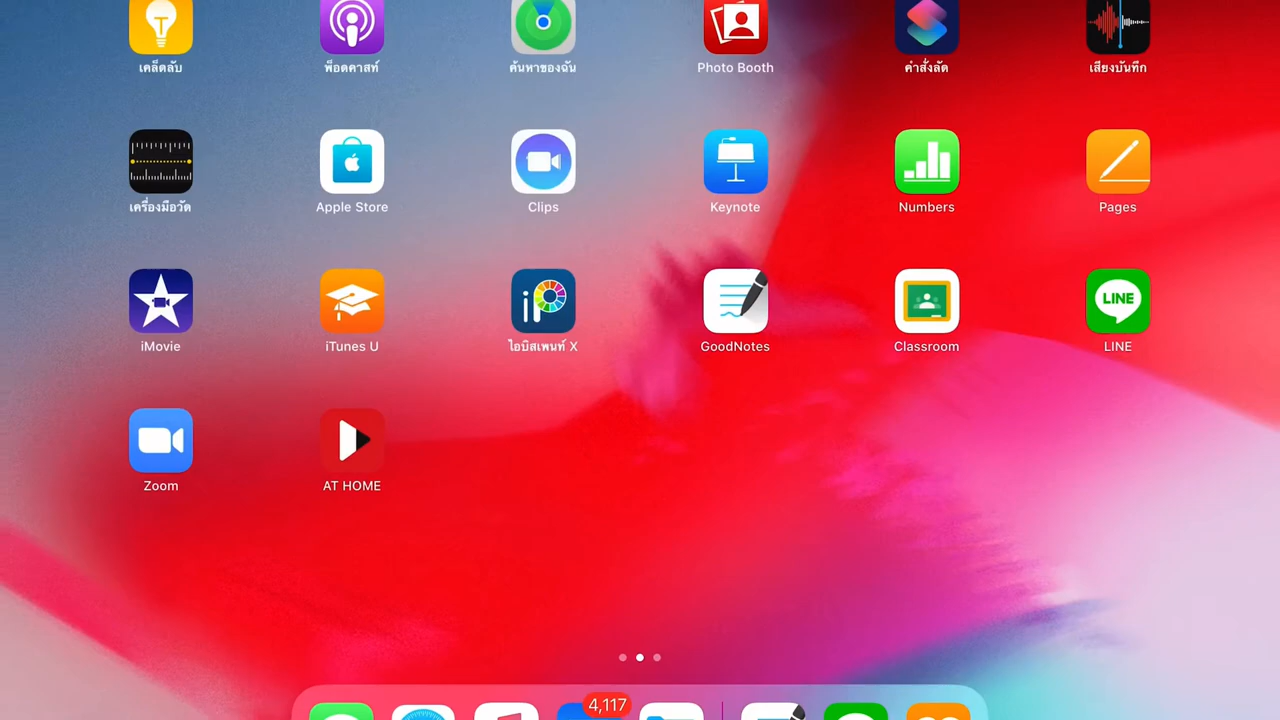 เคล็ดลับ
พ็อดคาสท์
ค้นหาของฉัน
Photo Booth
คำสั่งลัด
เสียงบันทึก
เครื่องมือวัด
Apple Store
Clips
Keynote
Numbers
Pages
iMovie
iTunes U
iP
ไอบิสเพนท์ X
GoodNotes
Classroom
LINE
LINE
Zoom
AT HOME
4,117